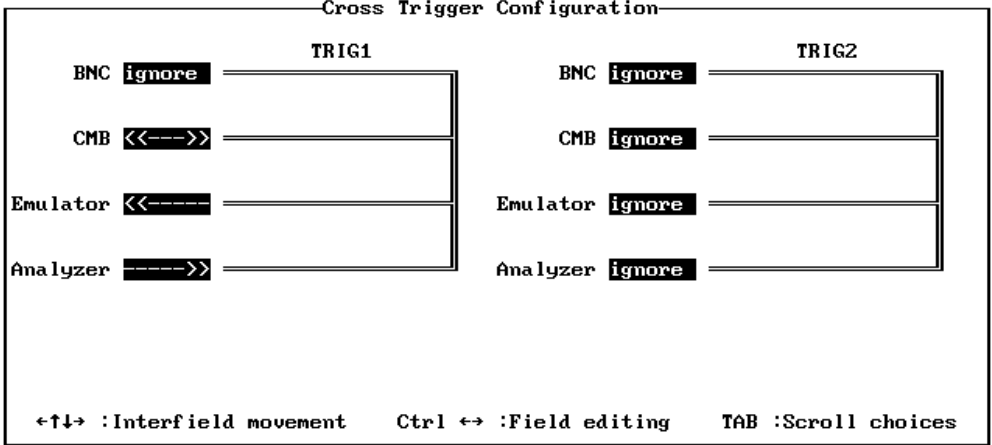 Cross Trigger Configuration
TRIG1 TRIG2
BNC ignore BNC ignore
CMB <<--->> CMB ignore
Emulator <<----- Emulator ignore
Analyzer ----->> Analyzer ignore
←↑↓→ :Interfield movement Ctrl ↔ :Field editing TAB :Scroll choices